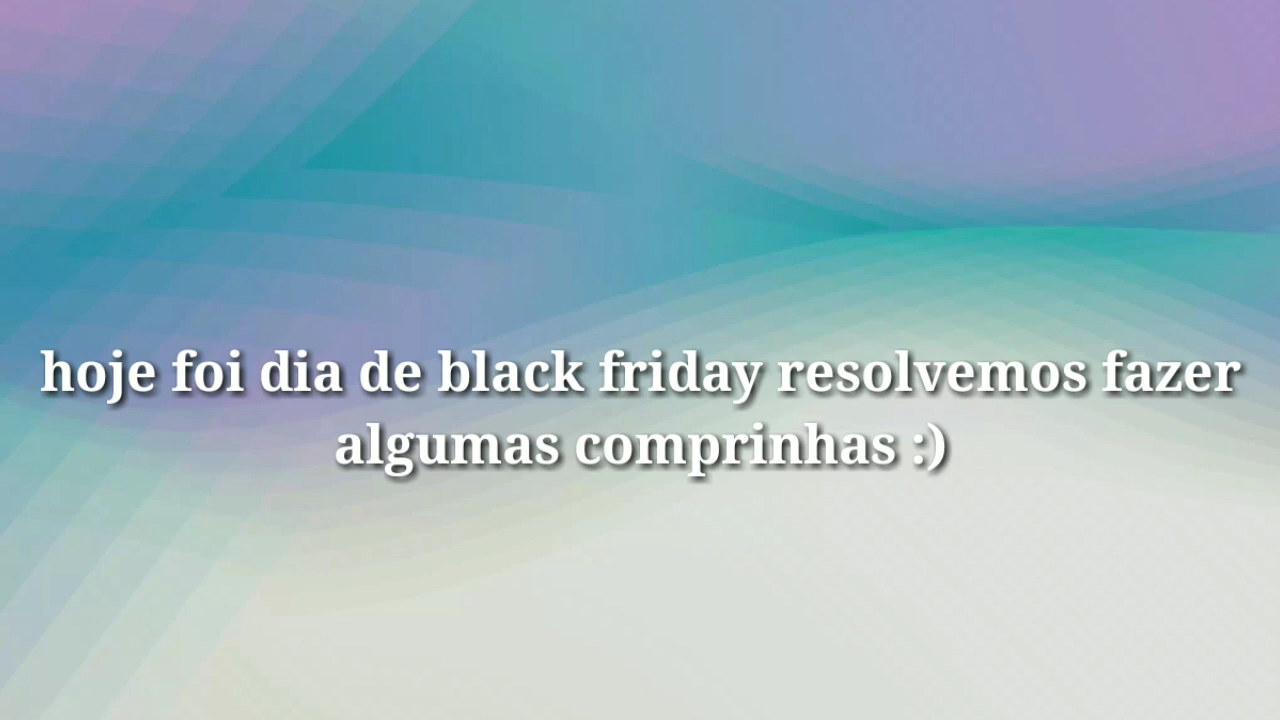 hoje foi dia de black friday resolvemos fazer
algumas comprinhas :)